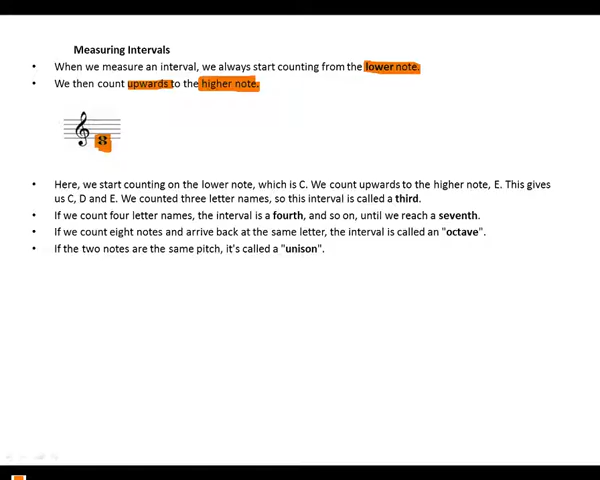 Measuring Intervals
• When we measure an interval, we always start counting from the lower note.
• We then count upwards to the higher note.
• Here, we start counting on the lower note, which is C. We count upwards to the higher note, E. This gives
us C, D and E. We counted three letter names, so this interval is called a third.
• If we count four letter names, the interval is a fourth, and so on, until we reach a seventh.
• If we count eight notes and arrive back at the same letter, the interval is called an "octave".
• If the two notes are the same pitch, it's called a "unison".